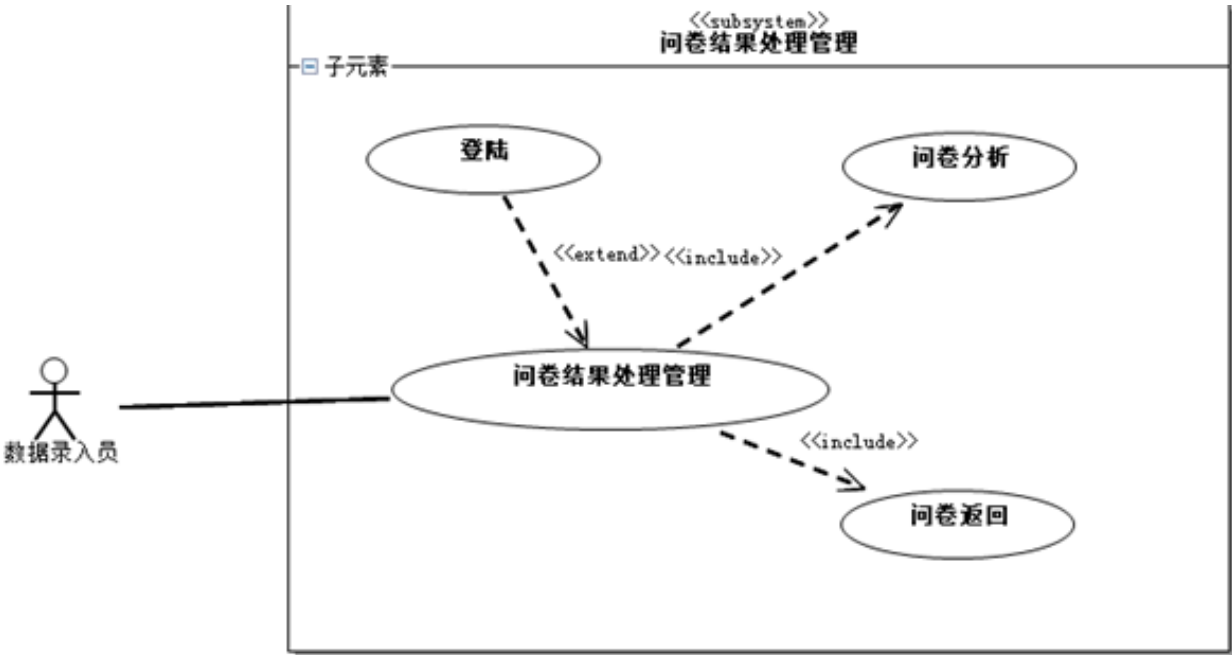 <<subsystem>>
问卷结果处理管理
子元素
登陆
问卷分析
<<extend>>
<<include>>
问卷结果处理管理
数据录入员
<<include>>
问卷返回